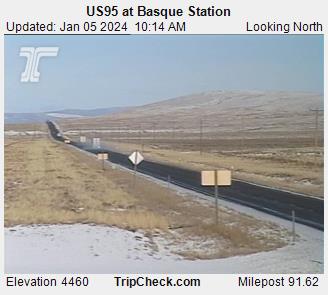 US95 at Basque Station
Updated: Jan 05 2024 10:14 AM Looking North
Elevation 4460 TripCheck.com Milepost 91.62